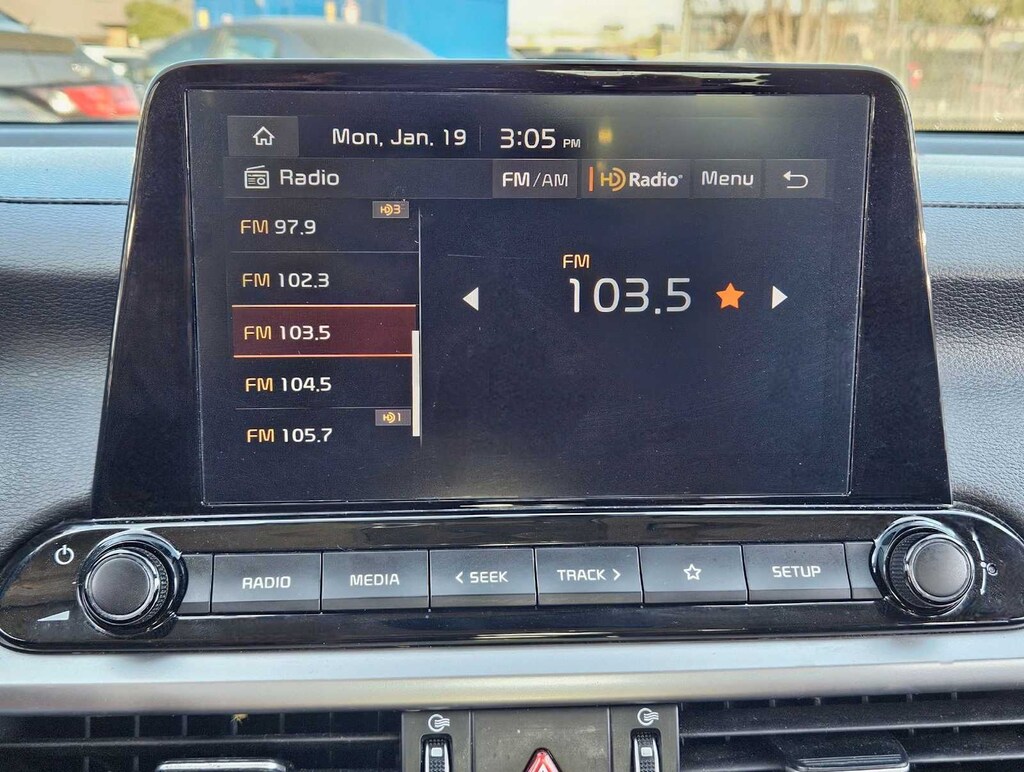 Mon, Jan. 19 3:05 PM
Radio FM/AM HD Radio Menu
HD3
FM 97.9
FM 102.3
FM 103.5
FM 104.5
HD1
FM 105.7
FM
103.5
RADIO MEDIA < SEEK TRACK > SETUP